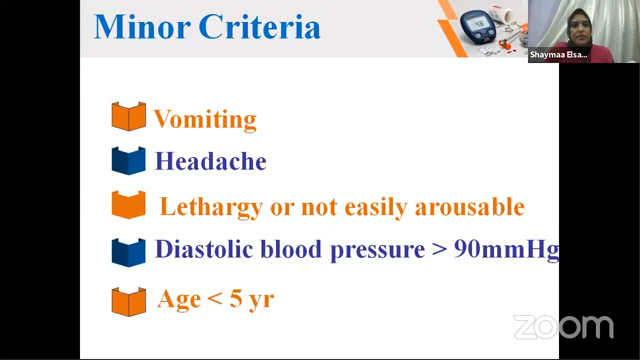 Minor Criteria
Shaymaa Elsa...
Vomiting
Headache
Lethargy or not easily arousable
Diastolic blood pressure > 90mmHg
Age < 5 yr
zoom